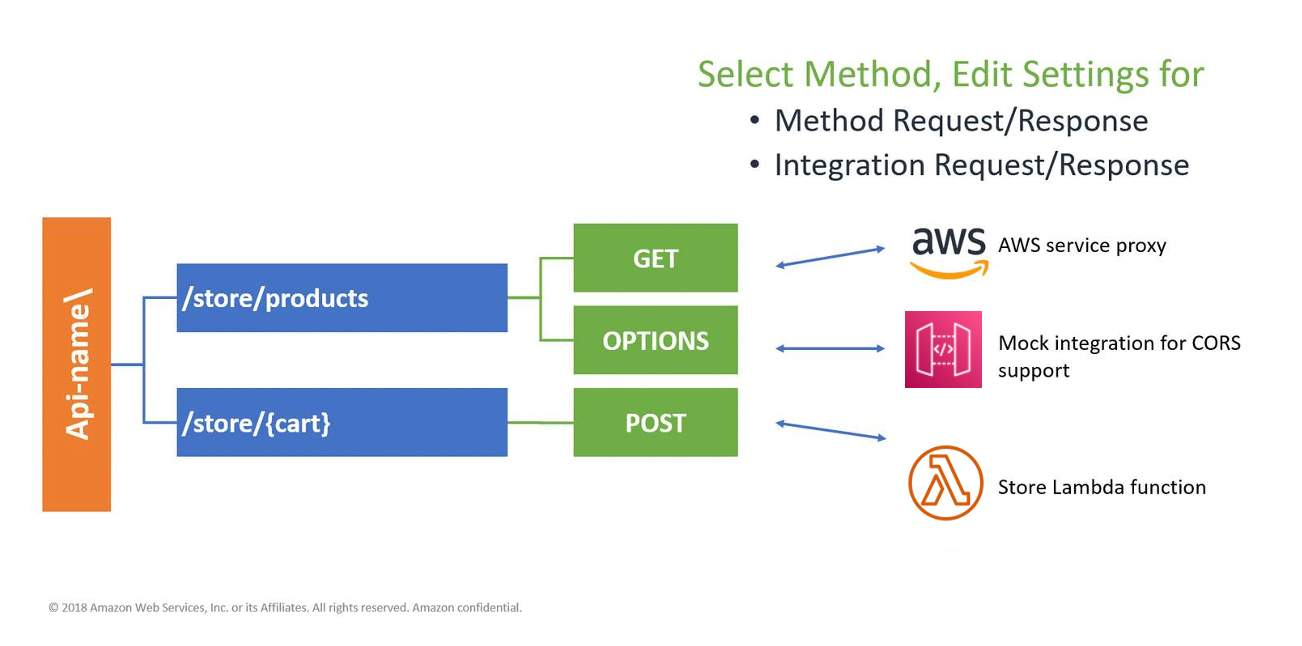 Select Method, Edit Settings for
• Method Request/Response
• Integration Request/Response
Api-name\
/store/products
/store/{cart}
GET
OPTIONS
POST
aws
AWS service proxy
</>
Mock integration for CORS
support
Store Lambda function
© 2018 Amazon Web Services, Inc. or its Affiliates. All rights reserved. Amazon confidential.